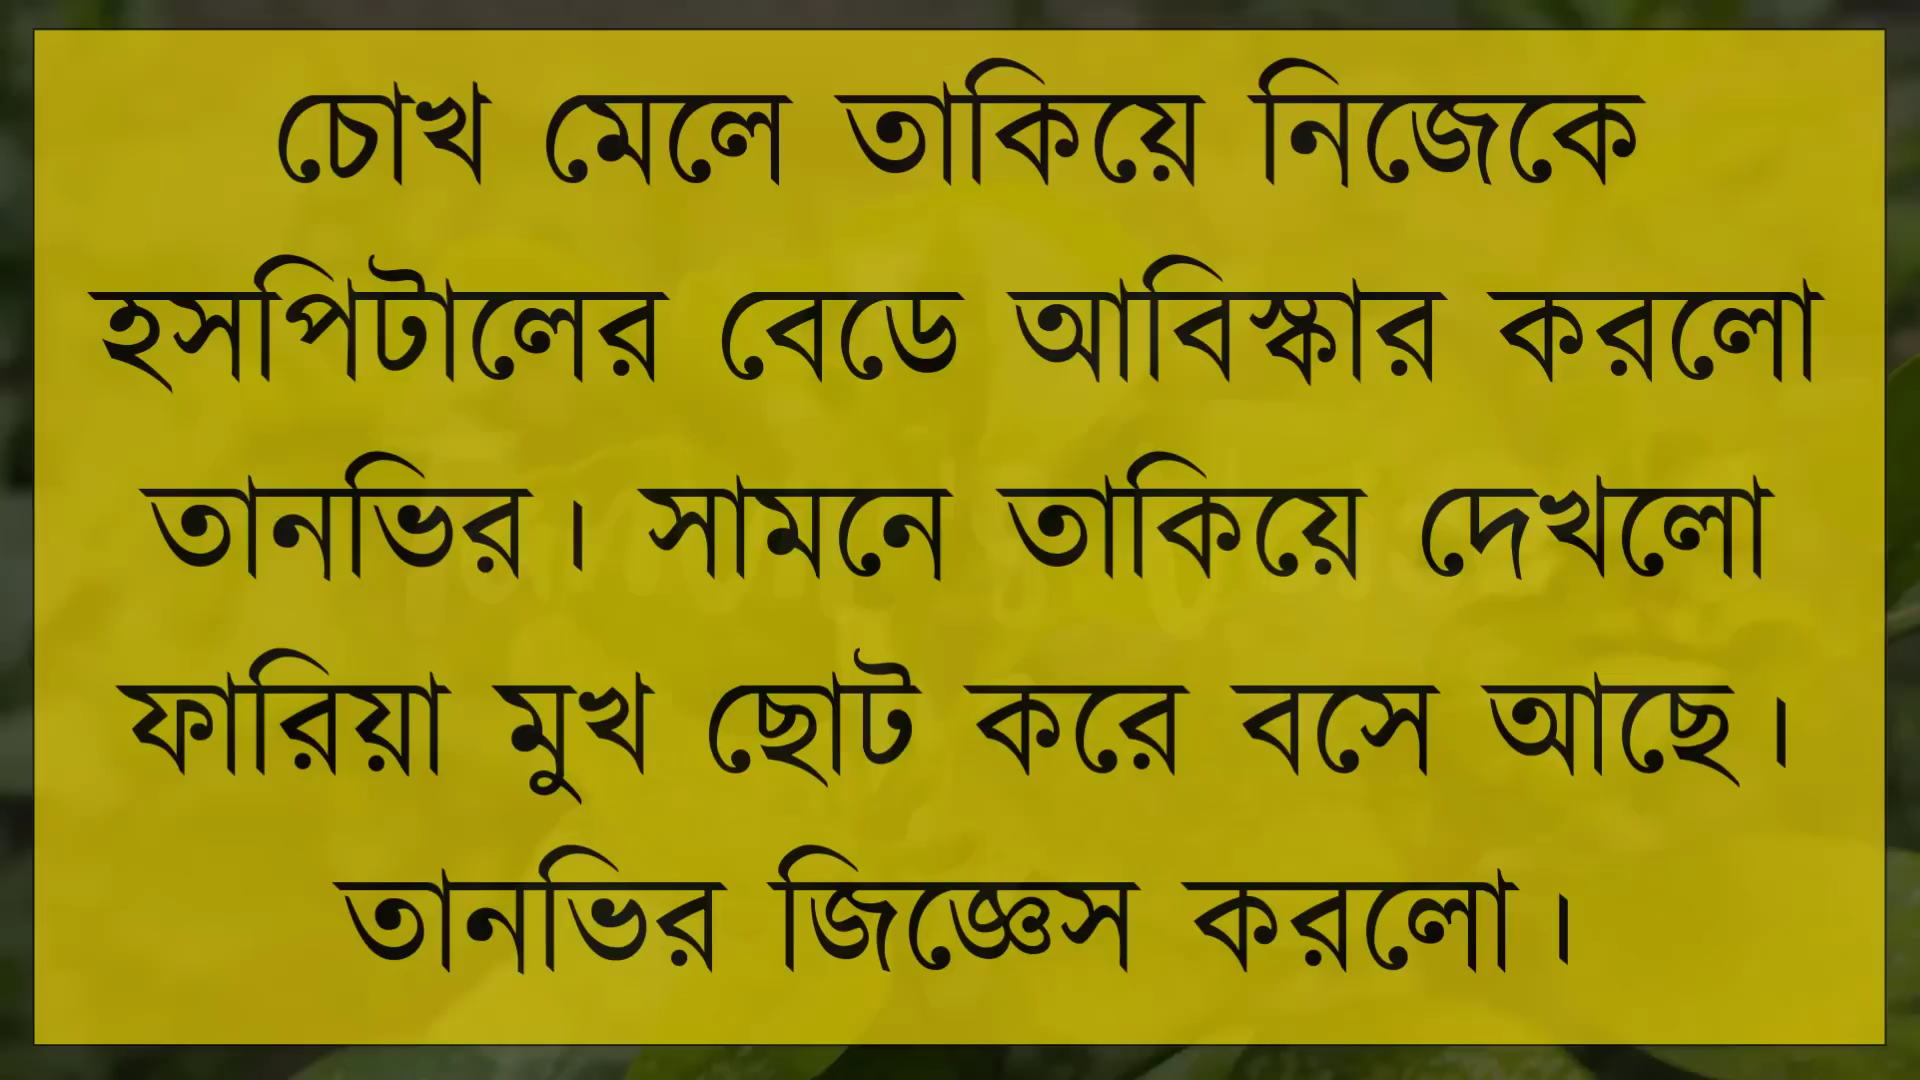 চোখ মেলে তাকিয়ে নিজেকে
হসপিটালের বেডে আবিস্কার করলো
তানভির। সামনে তাকিয়ে দেখলো
ফারিয়া মুখ ছোট করে বসে আছে।
তানভির জিজ্ঞেস করলো।